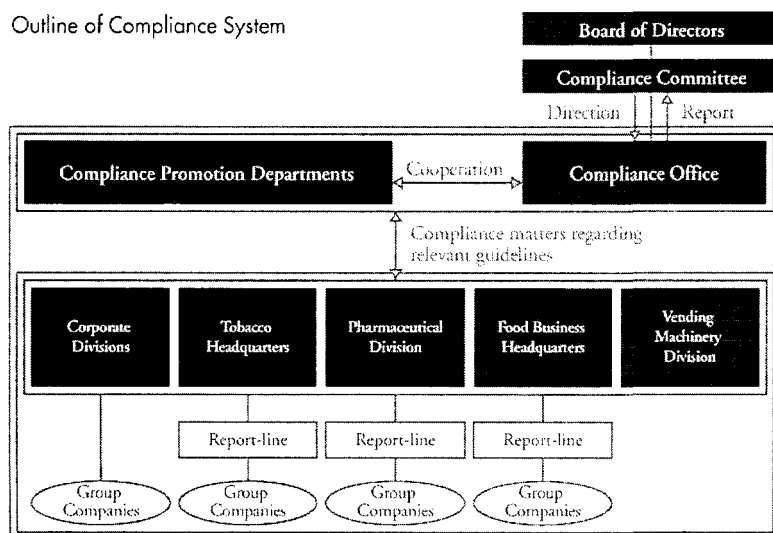 Outline of Compliance System
Board of Directors
Compliance Committee
Direction
Report
Compliance Promotion Departments
Cooperation
Compliance Office
Compliance matters regarding
relevant guidelines
Corporate
Divisions
Tobacco
Headquarters
Pharmaceutical
Division
Food Business
Headquarters
Vending
Machinery
Division
Report-line
Report-line
Report-line
Group
Companies
Group
Companies
Group
Companies
Group
Companies